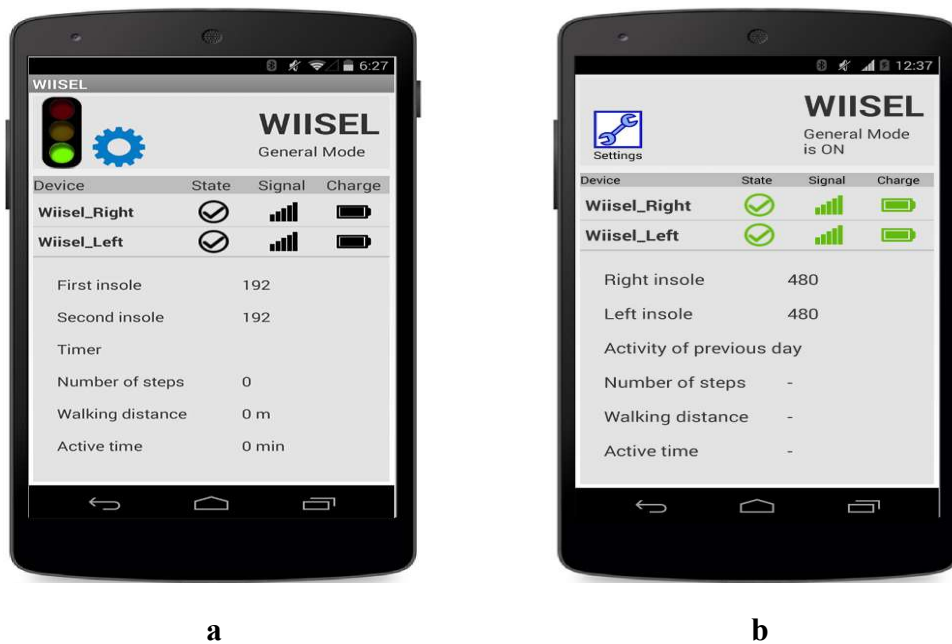 6:27
WIISEL
WIISEL
General Mode
Device State Signal Charge
Wiisel_Right
Wiisel_Left
First insole 192
Second insole 192
Timer
Number of steps 0
Walking distance 0 m
Active time 0 min
a
12:37
WIISEL
General Mode
is ON
Settings
Device State Signal Charge
Wiisel_Right
Wiisel_Left
Right insole 480
Left insole 480
Activity of previous day
Number of steps -
Walking distance -
Active time -
b